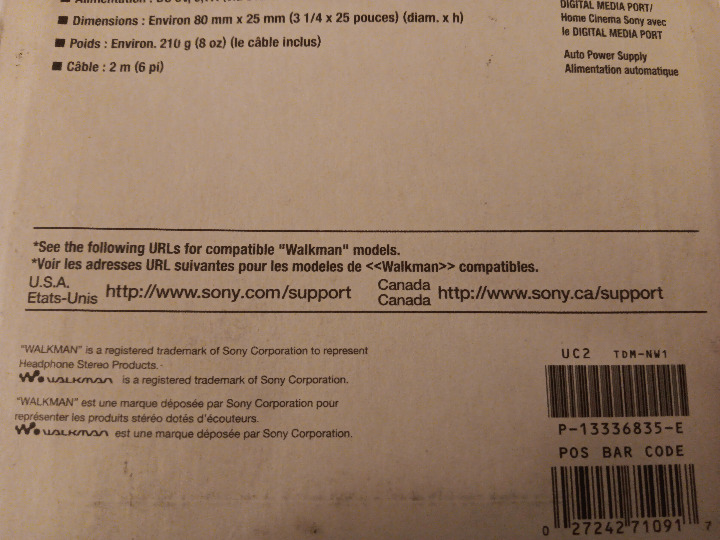 ■ Dimensions : Environ 80 mm x 25 mm (3 1/4 x 25 pouces) (diam. x h)
■ Poids : Environ. 210 g (8 oz) (le câble inclus)
■ Câble : 2 m (6 pi)
DIGITAL MEDIA PORT/
Home Cinema Sony avec
le DIGITAL MEDIA PORT
Auto Power Supply
Alimentation automatique
*See the following URLs for compatible "Walkman" models.
*Voir les adresses URL suivantes pour les modeles de <<Walkman>> compatibles.
U.S.A.
Etats-Unis http://www.sony.com/support
Canada
Canada http://www.sony.ca/support
"WALKMAN" is a registered trademark of Sony Corporation to represent
Headphone Stereo Products.
WALKMAN is a registered trademark of Sony Corporation.
"WALKMAN" est une marque déposée par Sony Corporation pour
représenter les produits stéréo dotés d'écouteurs.
WALKMAN est une marque déposée par Sony Corporation.
UC2 TDM-NW1
P-13336835-E
POS BAR CODE
0 27242 71091 7